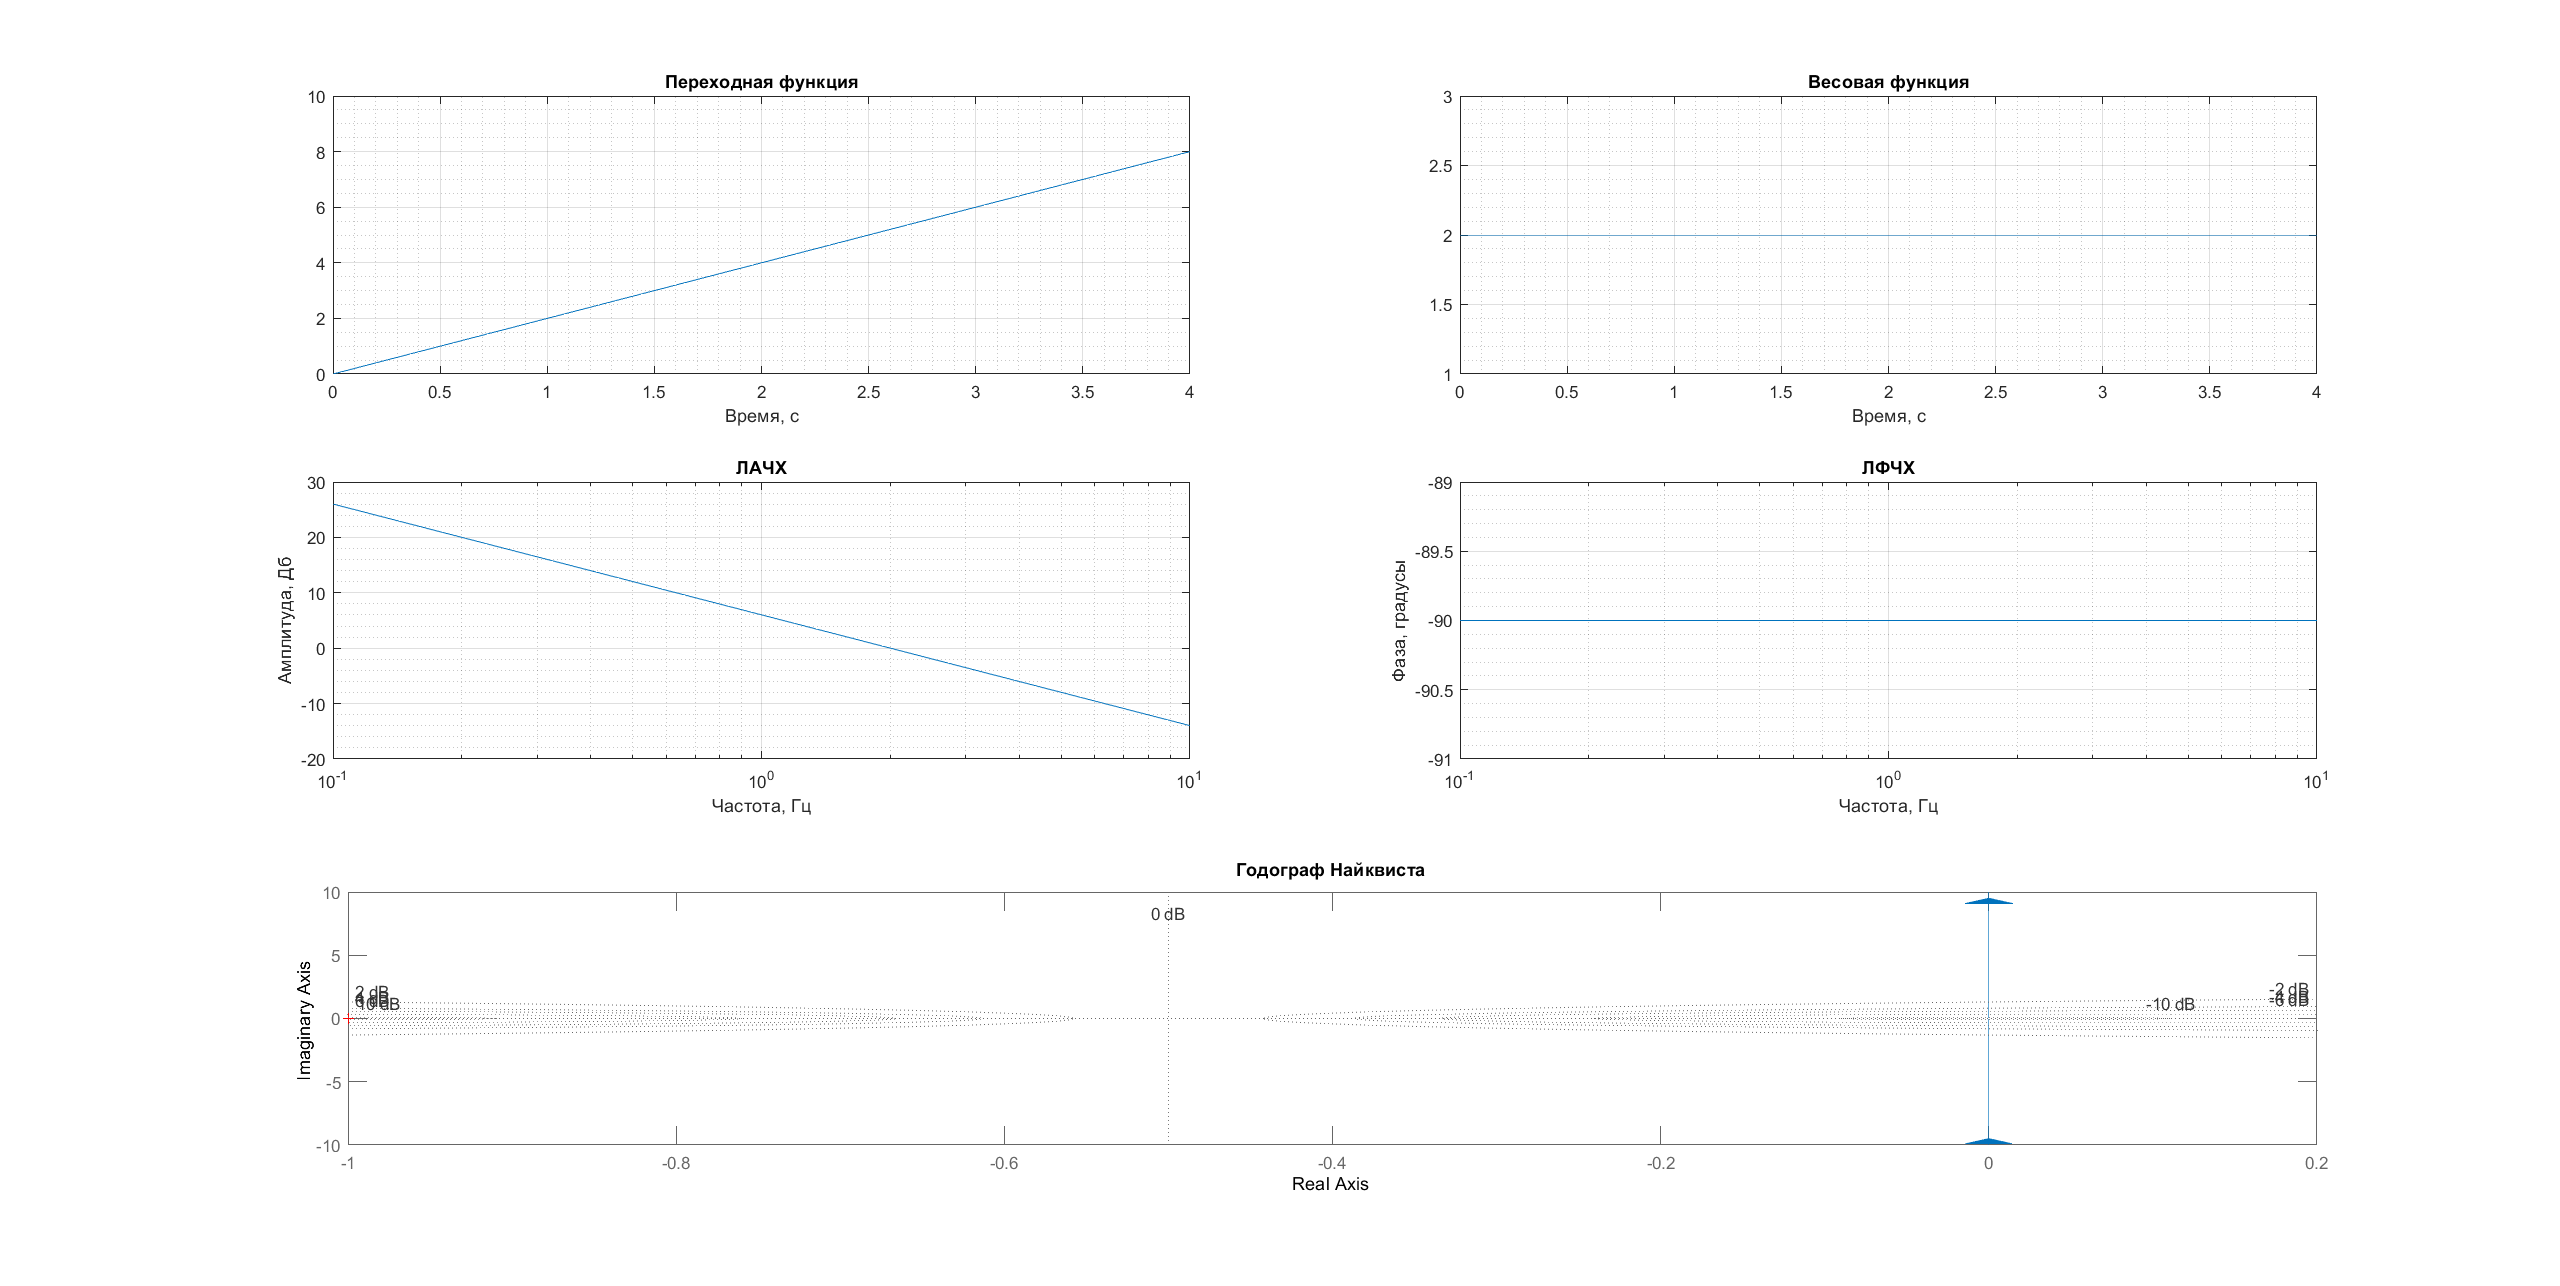 Переходная функция
10
8
6
4
2
0
0 0.5 1 1.5 2 2.5 3 3.5 4
Время, с
Весовая функция
3
2.5
2
1.5
1
0 0.5 1 1.5 2 2.5 3 3.5 4
Время, с
ЛАЧХ
Амплитуда, Дб
30
20
10
0
-10
-20
10-1 100 101
Частота, Гц
ЛФЧХ
Фаза, градусы
-89
-89.5
-90
-90.5
-91
10-1 100 101
Частота, Гц
Годограф Найквиста
Imaginary Axis
10
5
0
-5
-10
0 dB
2 dB
10 dB
-2 dB
-10 dB
-6 dB
-1 -0.8 -0.6 -0.4 -0.2 0 0.2
Real Axis